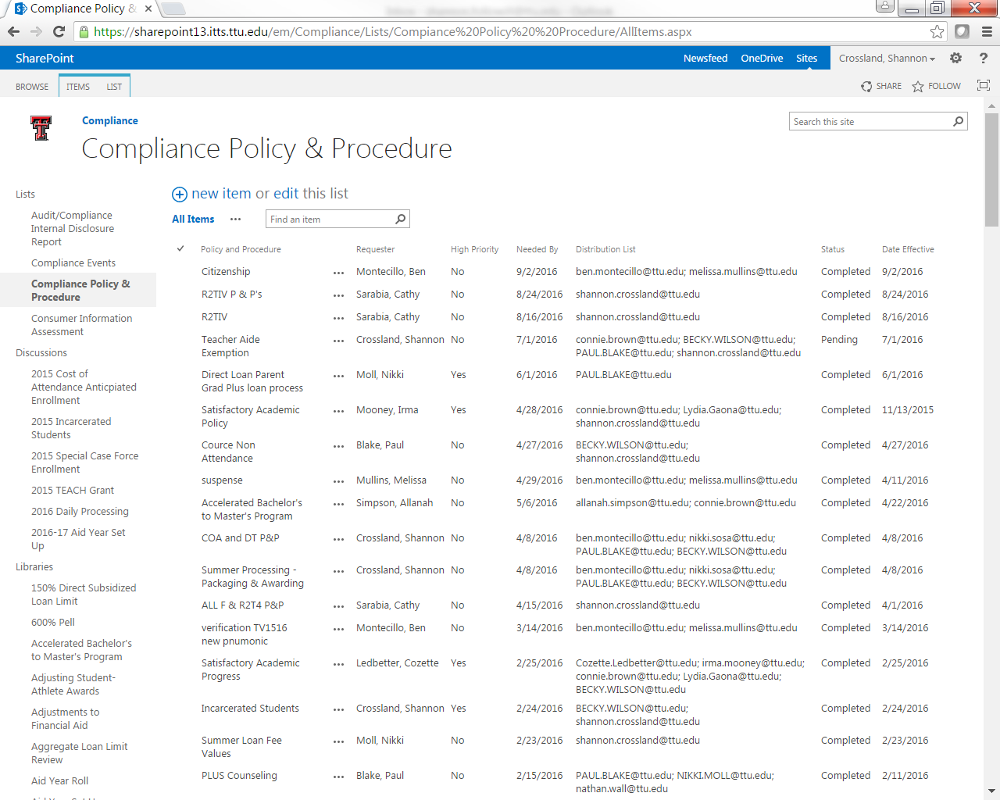 Compliance Policy &
https://sharepoint13.itts.ttu.edu/em/Compliance/Lists/Compiance%20Policy%20%20Procedure/AllItems.aspx
SharePoint
Newsfeed OneDrive Sites Crossland, Shannon ?
BROWSE ITEMS LIST
SHARE FOLLOW
Compliance
Search this site
Compliance Policy & Procedure
Lists
Audit/Compliance
Internal Disclosure
Report
Compliance Events
Compliance Policy &
Procedure
Consumer Information
Assessment
Discussions
2015 Cost of
Attendance Anticpiated
Enrollment
2015 Incarcerated
Students
2015 Special Case Force
Enrollment
2015 TEACH Grant
2016 Daily Processing
2016-17 Aid Year Set
Up
Libraries
150% Direct Subsidized
Loan Limit
600% Pell
Accelerated Bachelor's
to Master's Program
Adjusting Student-
Athlete Awards
Adjustments to
Financial Aid
Aggregate Loan Limit
Review
Aid Year Roll
new item or edit this list
All Items ••• Find an item
Policy and Procedure Requester High Priority Needed By Distribution List Status Date Effective
Citizenship ••• Montecillo, Ben No 9/2/2016 ben.montecillo@ttu.edu; melissa.mullins@ttu.edu Completed 9/2/2016
R2TIV P & P's ••• Sarabia, Cathy No 8/24/2016 shannon.crossland@ttu.edu Completed 8/24/2016
R2TIV ••• Sarabia, Cathy No 8/16/2016 shannon.crossland@ttu.edu Completed 8/16/2016
Teacher Aide ••• Crossland, Shannon No 7/1/2016 connie.brown@ttu.edu; BECKY.WILSON@ttu.edu; Pending 7/1/2016
Exemption PAUL.BLAKE@ttu.edu; shannon.crossland@ttu.edu
Direct Loan Parent ••• Moll, Nikki Yes 6/1/2016 PAUL.BLAKE@ttu.edu Completed 6/1/2016
Grad Plus loan process
Satisfactory Academic ••• Mooney, Irma Yes 4/28/2016 connie.brown@ttu.edu; Lydia.Gaona@ttu.edu; Completed 11/13/2015
Policy shannon.crossland@ttu.edu
Cource Non ••• Blake, Paul No 4/27/2016 BECKY.WILSON@ttu.edu; Completed 4/27/2016
Attendance shannon.crossland@ttu.edu
suspense ••• Mullins, Melissa No 4/29/2016 ben.montecillo@ttu.edu; melissa.mullins@ttu.edu Completed 4/11/2016
Accelerated Bachelor's ••• Simpson, Allanah No 5/6/2016 allanah.simpson@ttu.edu; connie.brown@ttu.edu Completed 4/22/2016
to Master's Program
COA and DT P&P ••• Crossland, Shannon No 4/8/2016 ben.montecillo@ttu.edu; nikki.sosa@ttu.edu; Completed 4/8/2016
PAUL.BLAKE@ttu.edu; BECKY.WILSON@ttu.edu
Summer Processing - ••• Crossland, Shannon No 4/8/2016 ben.montecillo@ttu.edu; nikki.sosa@ttu.edu; Completed 4/8/2016
Packaging & Awarding PAUL.BLAKE@ttu.edu; BECKY.WILSON@ttu.edu
ALL F & R2T4 P&P ••• Sarabia, Cathy No 4/15/2016 shannon.crossland@ttu.edu Completed 4/1/2016
verification TV1516 ••• Montecillo, Ben No 3/14/2016 ben.montecillo@ttu.edu; melissa.mullins@ttu.edu Completed 3/14/2016
new pnumonic
Satisfactory Academic ••• Ledbetter, Cozette Yes 2/25/2016 Cozette.Ledbetter@ttu.edu; irma.mooney@ttu.edu; Completed 2/25/2016
Progress connie.brown@ttu.edu; Lydia.Gaona@ttu.edu;
BECKY.WILSON@ttu.edu
Incarcerated Students ••• Crossland, Shannon Yes 2/24/2016 BECKY.WILSON@ttu.edu; Completed 2/24/2016
shannon.crossland@ttu.edu
Summer Loan Fee ••• Moll, Nikki No 2/23/2016 shannon.crossland@ttu.edu Completed 2/23/2016
Values
PLUS Counseling ••• Blake, Paul No 2/15/2016 PAUL.BLAKE@ttu.edu; NIKKI.MOLL@ttu.edu; Completed 2/11/2016
nathan.wall@ttu.edu